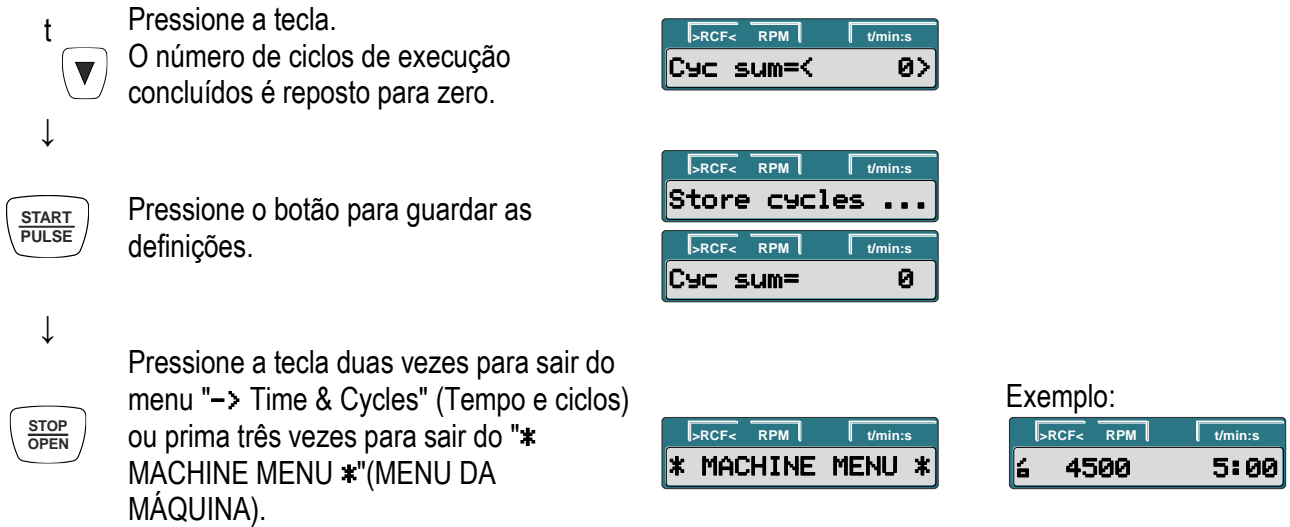 t
Pressione a tecla.
O número de ciclos de execução
concluídos é reposto para zero.
>RCF< RPM t/min:s
Cyc sum=< 0>
↓
START
PULSE
Pressione o botão para guardar as
definições.
>RCF< RPM t/min:s
Store cycles ...
>RCF< RPM t/min:s
Cyc sum= 0
↓
STOP
OPEN
Pressione a tecla duas vezes para sair do
menu "-> Time & Cycles" (Tempo e ciclos)
ou prima três vezes para sair do "*
MACHINE MENU *"(MENU DA
MÁQUINA).
>RCF< RPM t/min:s
* MACHINE MENU *
Exemplo:
>RCF< RPM t/min:s
4500 5:00